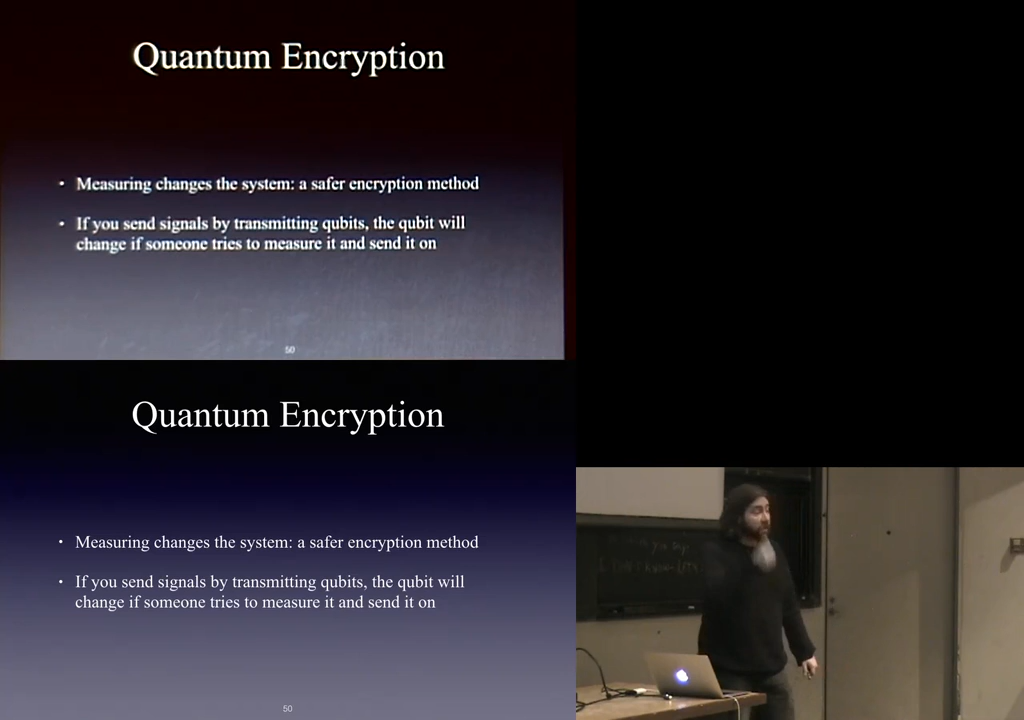 Quantum Encryption
• Measuring changes the system: a safer encryption method
• If you send signals by transmitting qubits, the qubit will
change if someone tries to measure it and send it on
50
Quantum Encryption
• Measuring changes the system: a safer encryption method
• If you send signals by transmitting qubits, the qubit will
change if someone tries to measure it and send it on
50